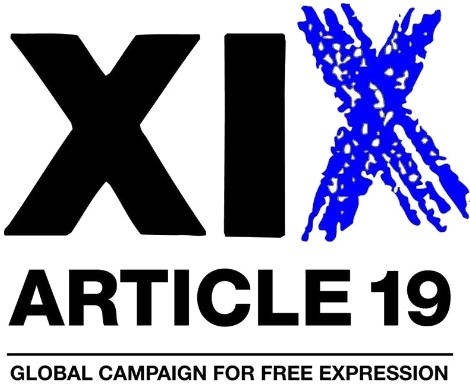 XIX
ARTICLE 19
GLOBAL CAMPAIGN FOR FREE EXPRESSION